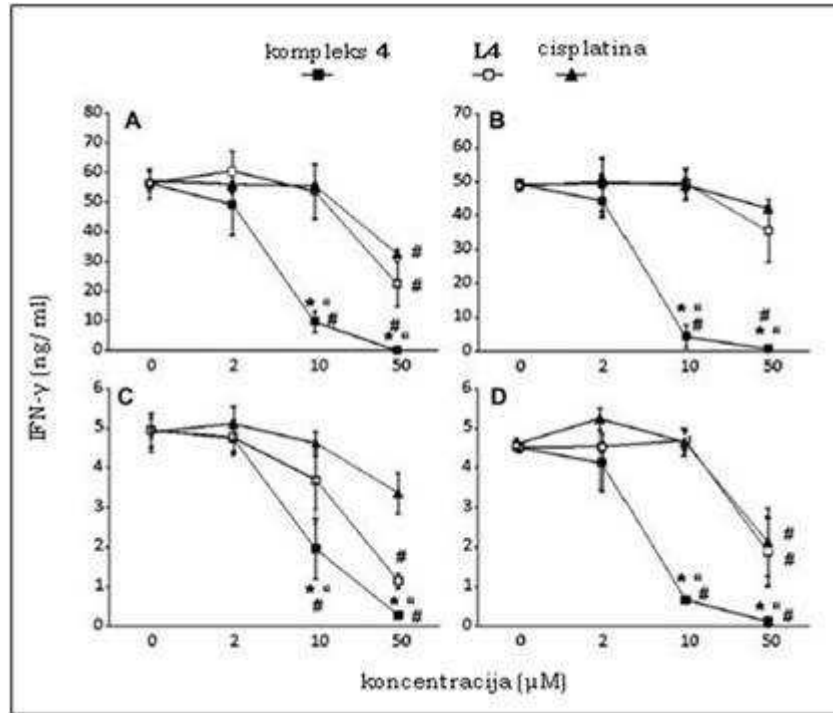 kompleks 4 L4 cisplatina
A B
80 70
70 60
60 50
50 40
40 30
30 # 20
20 # 10
10 * ▫ # # * ▫ * ▫ # # * ▫
0 0
0 2 10 50 0 2 10 50
C D
6 6
5 5
4 4
3 3 #
2 # 2 #
1 * ▫ # * ▫ # 1 * ▫ # * ▫ #
0 0
0 2 10 50 0 2 10 50
IFN-γ (ng/ml)
koncentracija (μM)